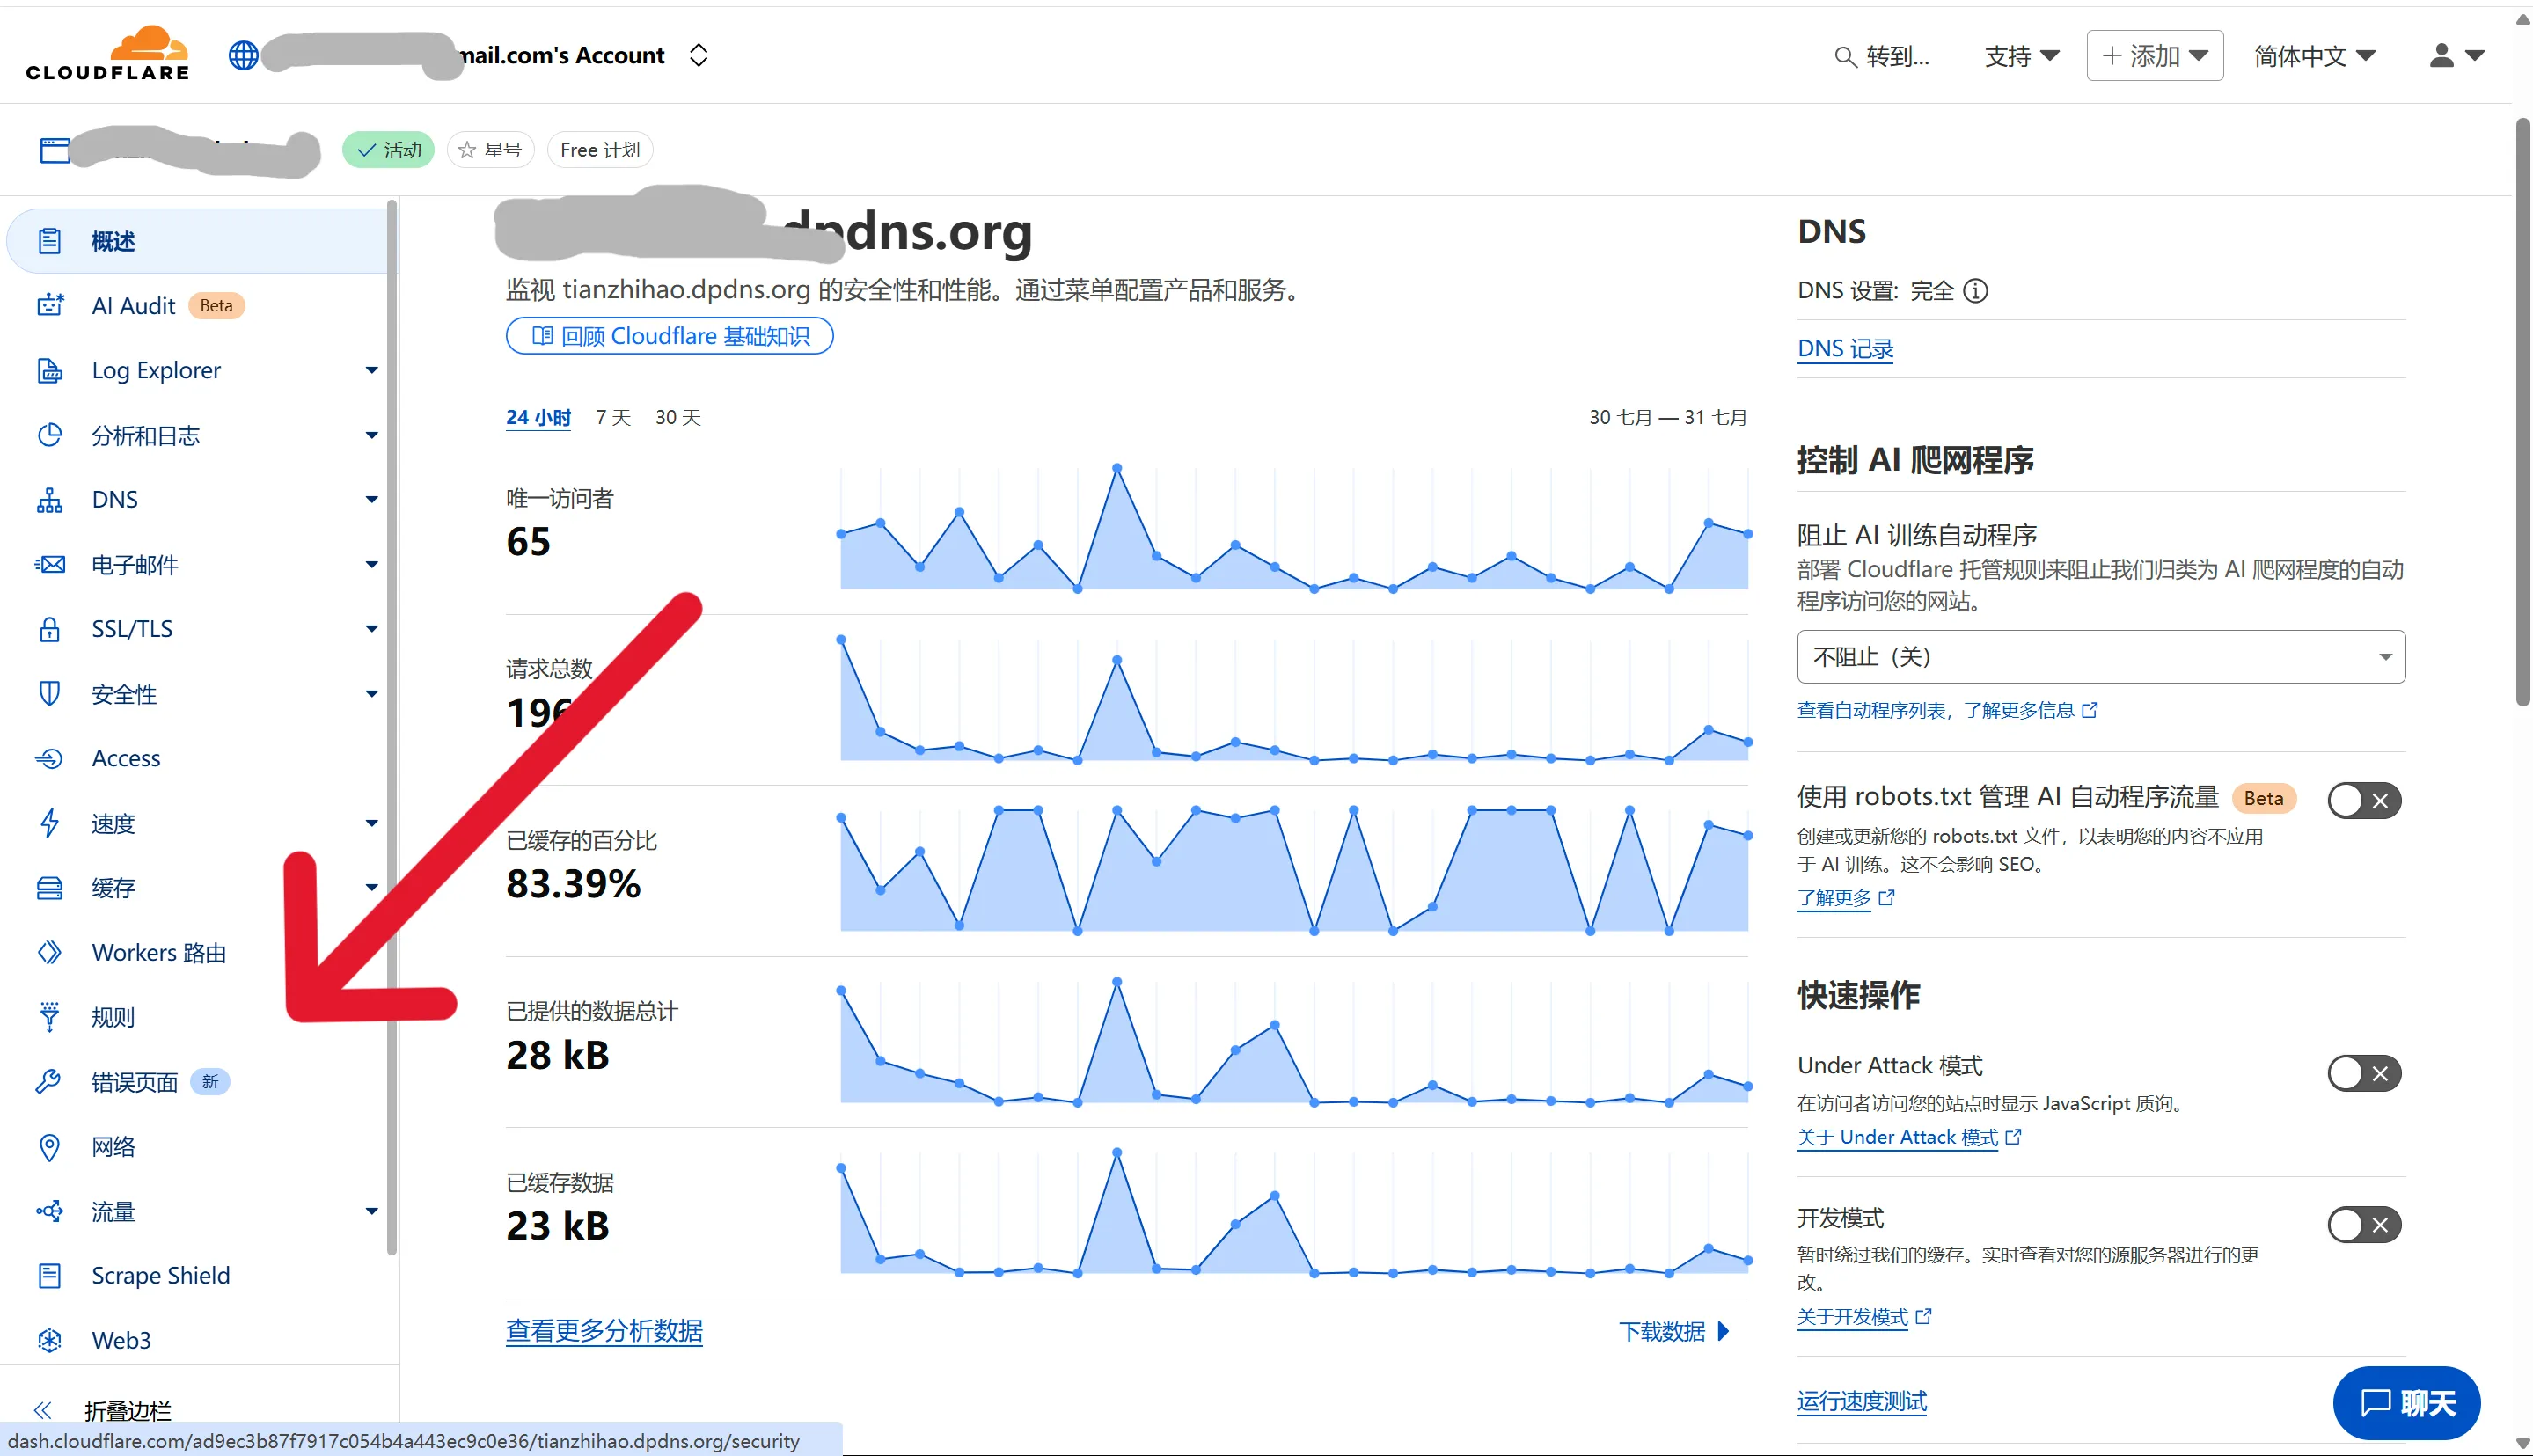 CLOUDFLARE
mail.com's Account
转到...
支持
添加
简体中文
活动
星号
Free 计划
概述
AI Audit
Beta
Log Explorer
分析和日志
DNS
电子邮件
SSL/TLS
安全性
Access
速度
缓存
Workers 路由
规则
错误页面
新
网络
流量
Scrape Shield
Web3
折叠边栏
dpdns.org
监视 tianzhihao.dpdns.org 的安全性和性能。通过菜单配置产品和服务。
回顾 Cloudflare 基础知识
24 小时
7 天
30 天
30 七月 — 31 七月
唯一访问者
65
请求总数
196
已缓存的百分比
83.39%
已提供的数据总计
28 kB
已缓存数据
23 kB
查看更多分析数据
下载数据
DNS
DNS 设置: 完全
DNS 记录
控制 AI 爬网程序
阻止 AI 训练自动程序
部署 Cloudflare 托管规则来阻止我们归类为 AI 爬网程度的自动
程序访问您的网站。
不阻止（关）
查看自动程序列表，了解更多信息
使用 robots.txt 管理 AI 自动程序流量
Beta
创建或更新您的 robots.txt 文件，以表明您的内容不应用
于 AI 训练。这不会影响 SEO。
了解更多
快速操作
Under Attack 模式
在访问者访问您的站点时显示 JavaScript 质询。
关于 Under Attack 模式
开发模式
暂时绕过我们的缓存。实时查看对您的源服务器进行的更
改。
关于开发模式
运行速度测试
聊天
dash.cloudflare.com/ad9ec3b87f7917c054b4a443ec9c0e36/tianzhihao.dpdns.org/security